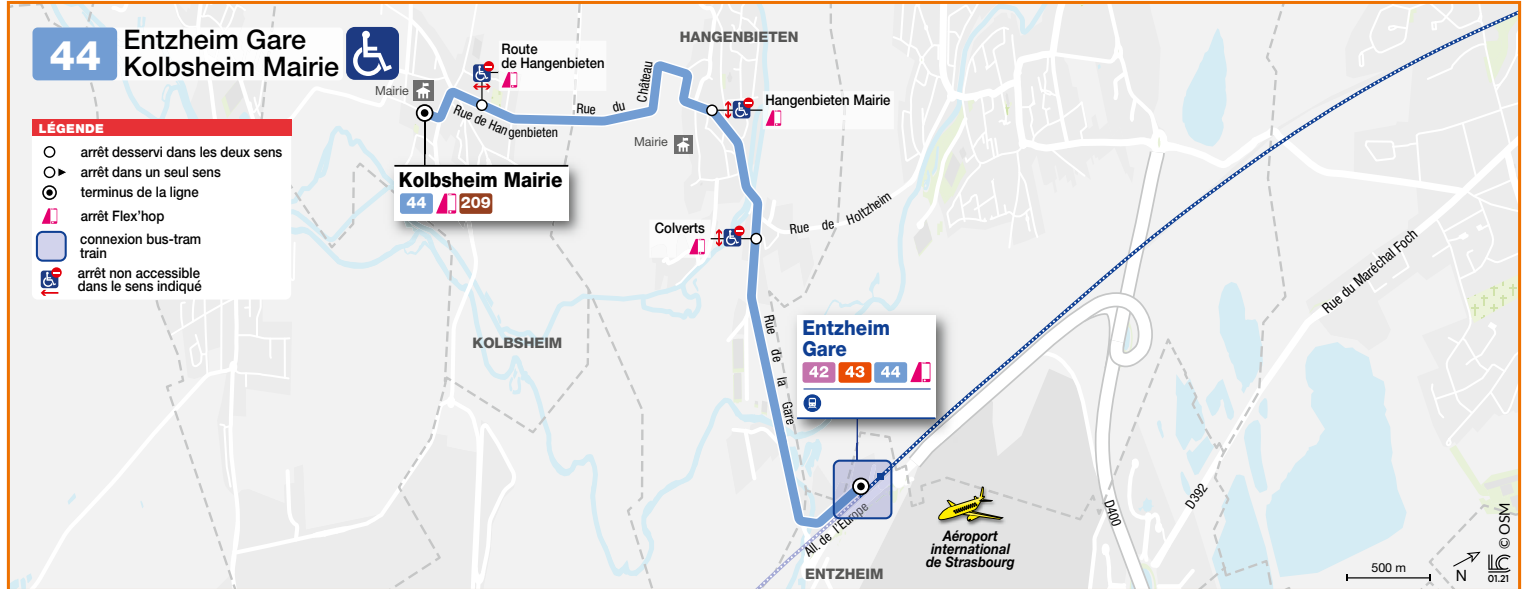 44
Entzheim Gare
Kolbsheim Mairie
LÉGENDE
arrêt desservi dans les deux sens
arrêt dans un seul sens
terminus de la ligne
arrêt Flex'hop
connexion bus-tram
train
arrêt non accessible
dans le sens indiqué
Mairie
Route
de Hangenbieten
Rue de Hangenbieten
Rue du Château
HANGENBIETEN
Hangenbieten Mairie
Mairie
Kolbsheim Mairie
44 209
Colverts
Rue de Holtzheim
KOLBSHEIM
Rue de la Gare
Entzheim
Gare
42 43 44
All. de l'Europe
ENTZHEIM
Aéroport
international
de Strasbourg
D400
D392
Rue du Maréchal Foch
500 m
N
LC
01.21
© OSM